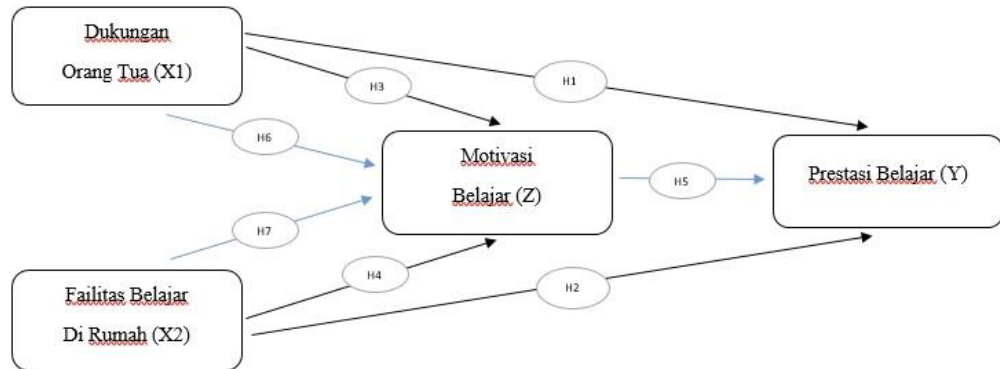 Dukungan
Orang Tua (X1)
H1
H3
H6
Motivasi
Belajar (Z)
H5
Prestasi Belajar (Y)
H7
H4
H2
Failitas Belajar
Di Rumah (X2)